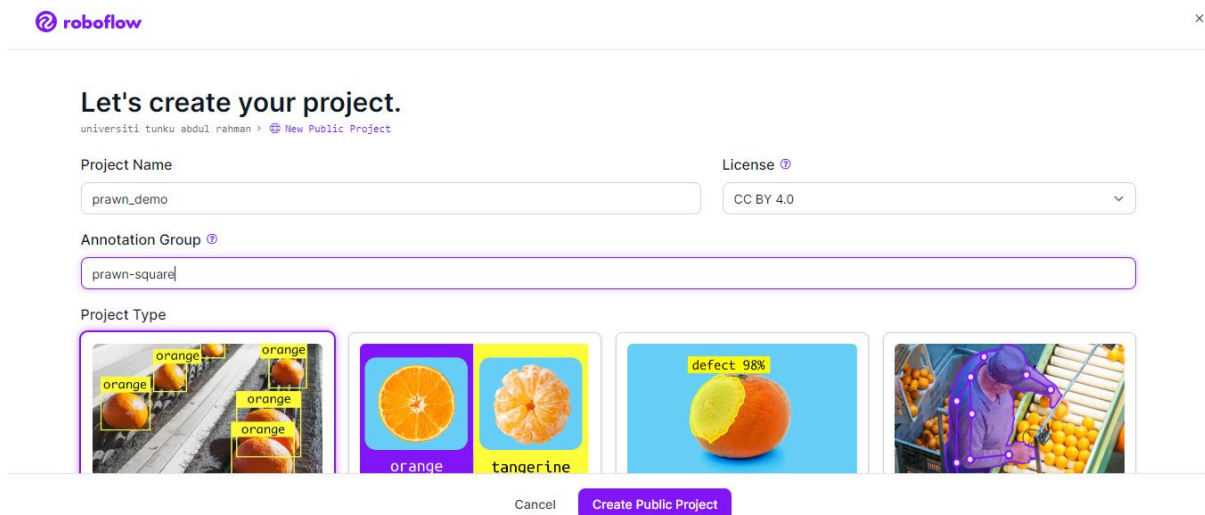 roboflow
×
Let's create your project.
universiti tunku abdul rahman > New Public Project
Project Name
License ?
prawn_demo
CC BY 4.0
Annotation Group ?
prawn-square
Project Type
orange
orange
orange
orange
orange
orange
tangerine
defect 98%
Cancel
Create Public Project